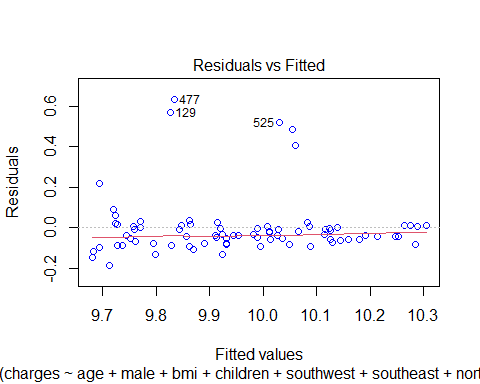 Residuals vs Fitted
Residuals
0.6
0.4
0.2
0.0
-0.2
477
129
525
9.7 9.8 9.9 10.0 10.1 10.2 10.3
Fitted values
(charges ~ age + male + bmi + children + southwest + southeast + nort